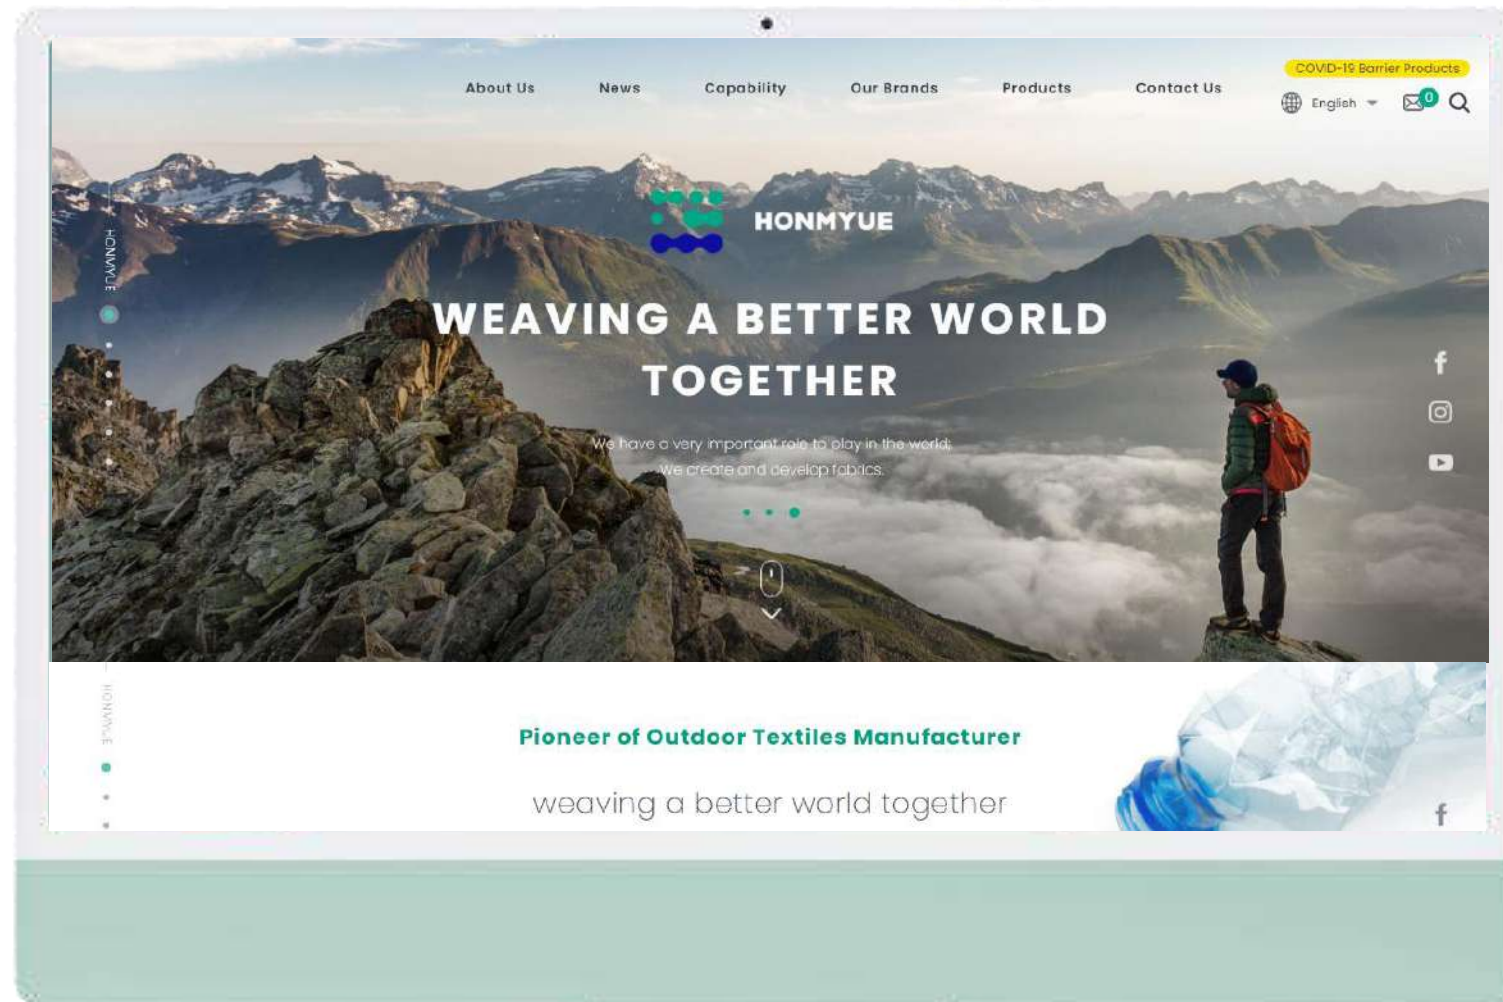 COVID-19 Barrier Products
About Us News Capability Our Brands Products Contact Us
English 0
HONMYUE
HONMYUE
WEAVING A BETTER WORLD
TOGETHER
We have a very important role to play in the world;
We create and develop fabrics.
HONMYUE
Pioneer of Outdoor Textiles Manufacturer
weaving a better world together